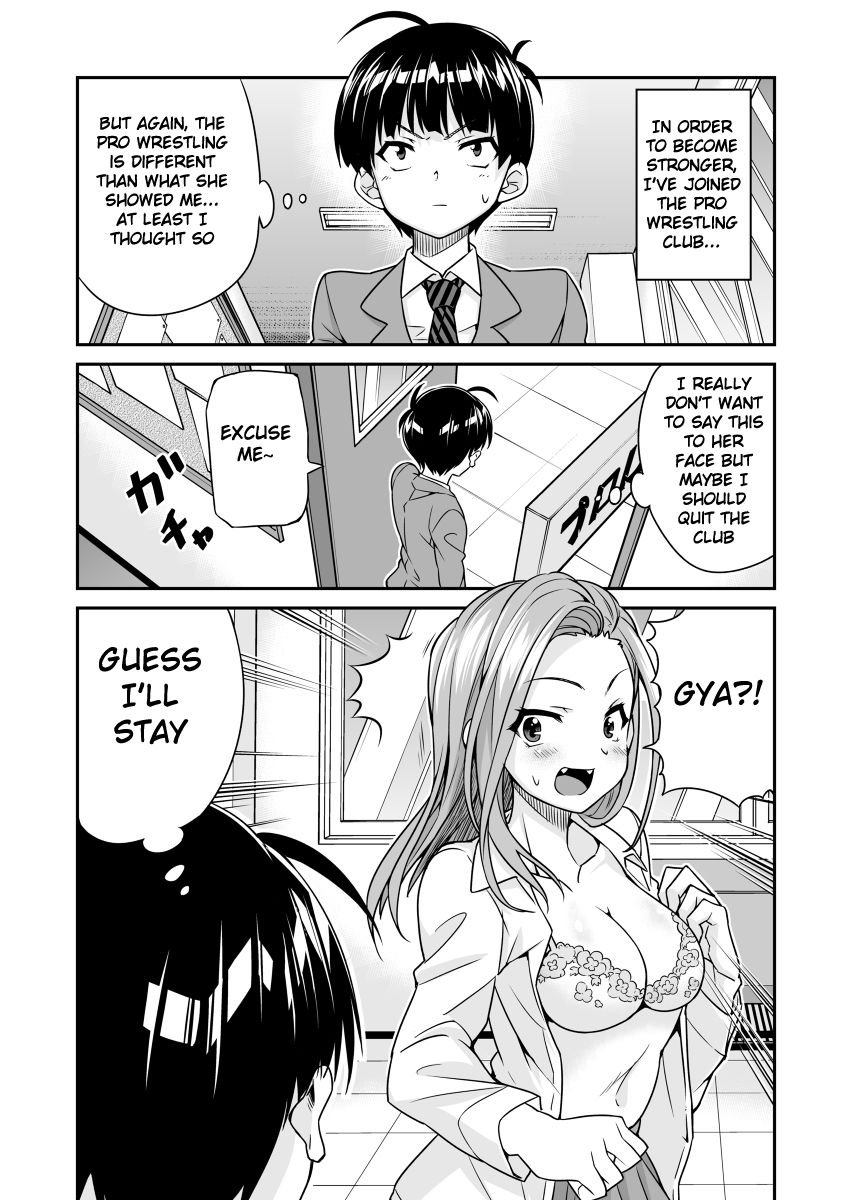 IN ORDER
TO BECOME
STRONGER,
I'VE JOINED
THE PRO
WRESTLING
CLUB...
BUT AGAIN, THE
PRO WRESTLING
IS DIFFERENT
THAN WHAT SHE
SHOWED ME...
AT LEAST I
THOUGHT SO
I REALLY
DON'T WANT
TO SAY THIS
TO HER
FACE BUT
MAYBE I
SHOULD
QUIT THE
CLUB
EXCUSE
ME~
ガチャ
GYA?!
GUESS
I'LL
STAY